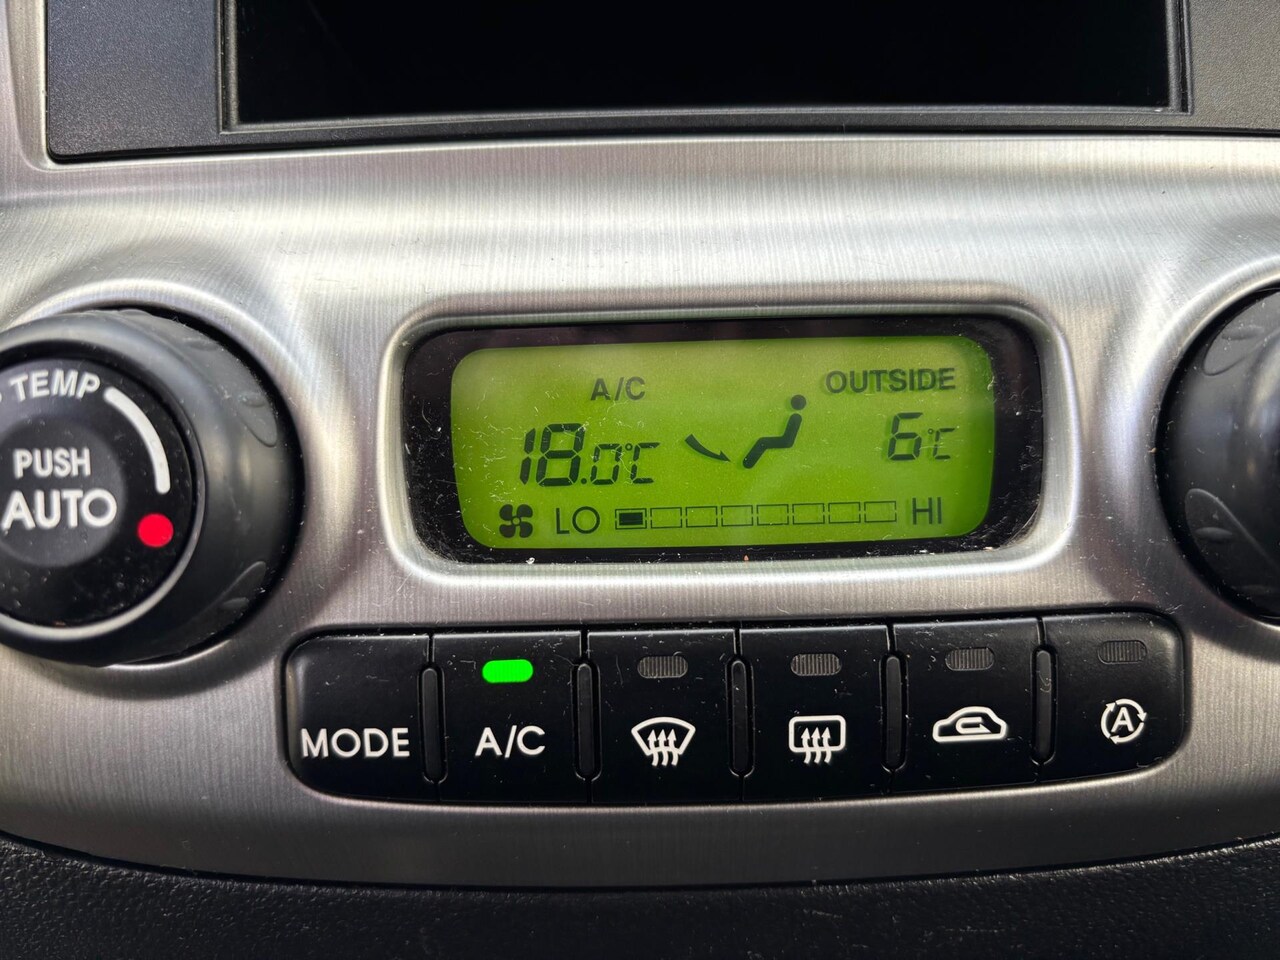 TEMP
PUSH
AUTO
A/C
OUTSIDE
18.0°C
6°C
LO
HI
MODE
A/C
A